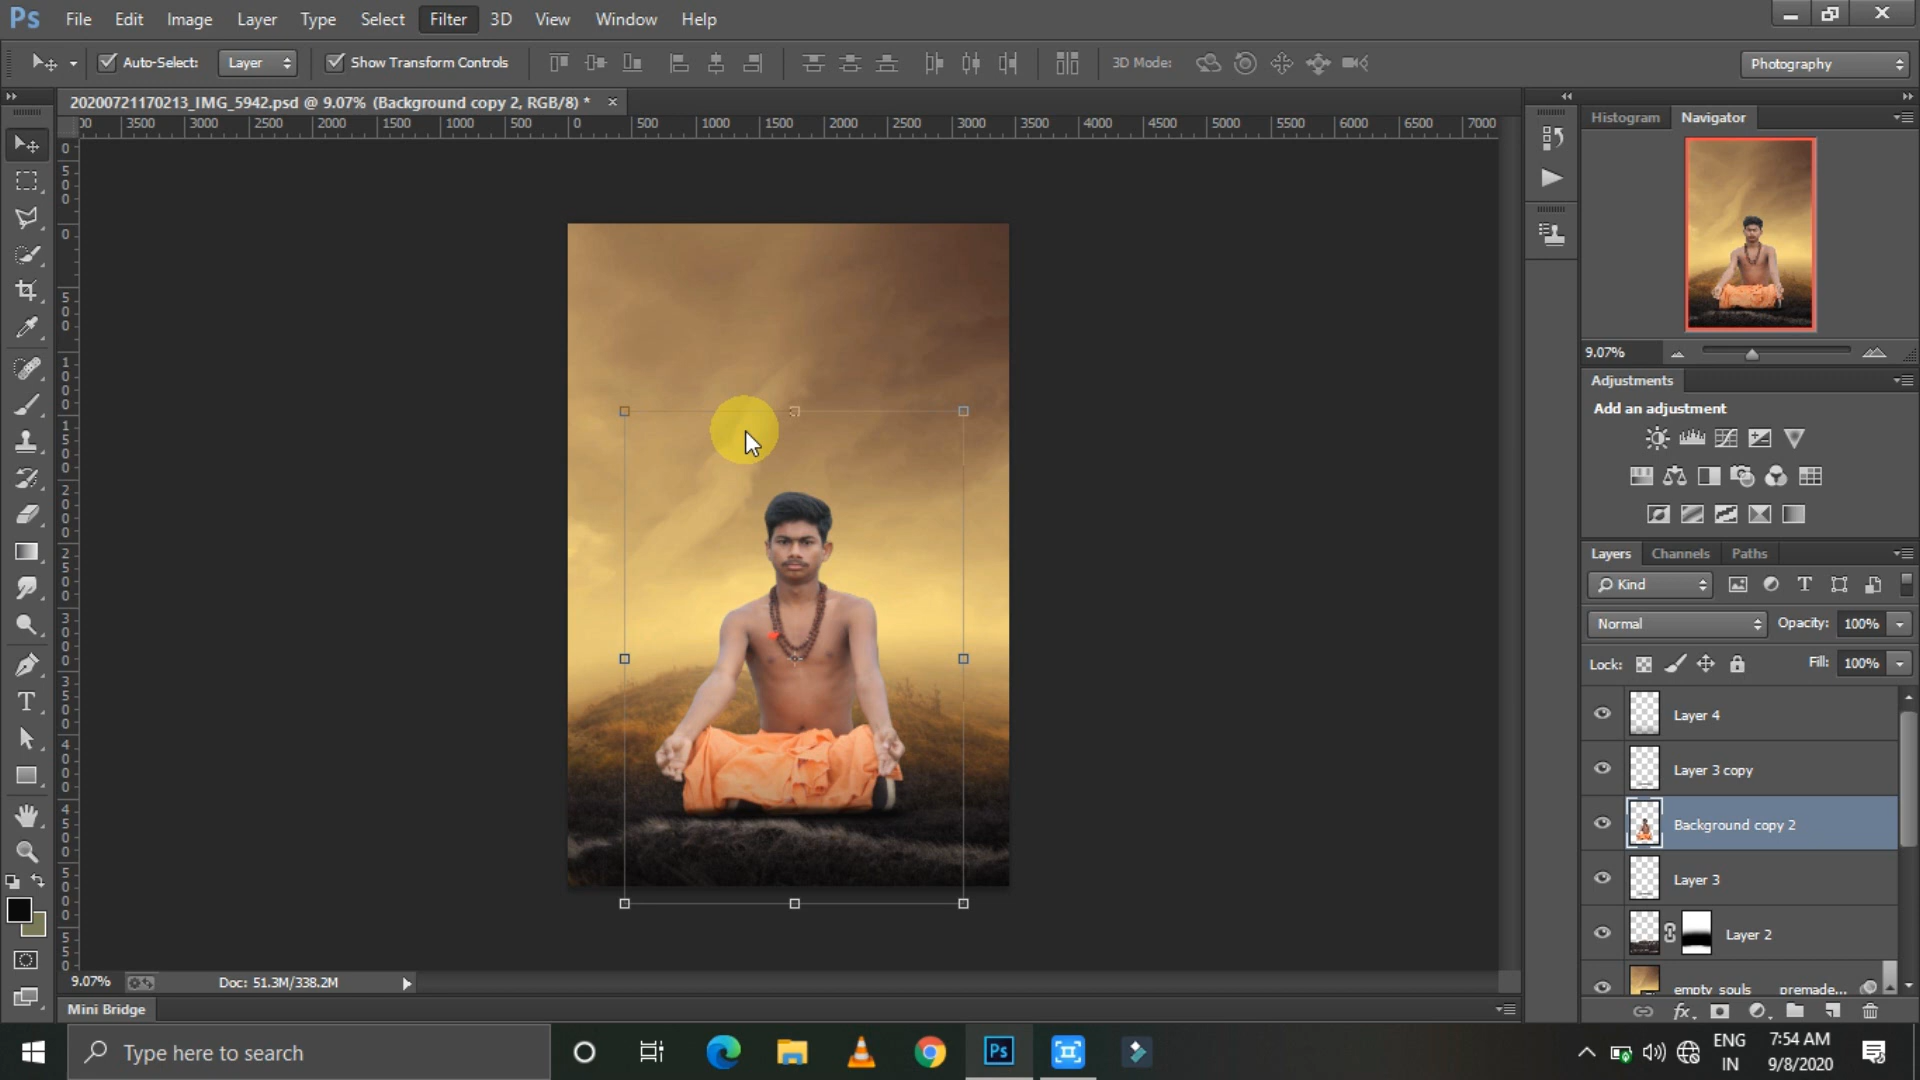 Ps File Edit Image Layer Type Select Filter 3D View Window Help
Auto-Select: Layer Show Transform Controls 3D Mode: Photography
20200721170213_IMG_5942.psd @ 9.07% (Background copy 2, RGB/8) * ×
00 3500 3000 2500 2000 1500 1000 500 0 500 1000 1500 2000 2500 3000 3500 4000 4500 5000 5500 6000 6500 7000
Histogram Navigator
9.07%
Adjustments
Add an adjustment
Layers Channels Paths
Kind
Normal Opacity: 100%
Lock: Fill: 100%
Layer 4
Layer 3 copy
Background copy 2
Layer 3
Layer 2
empty_souls___premade...
fx
9.07% Doc: 51.3M/338.2M
Mini Bridge
Type here to search
Ps
ENG
IN
7:54 AM
9/8/2020